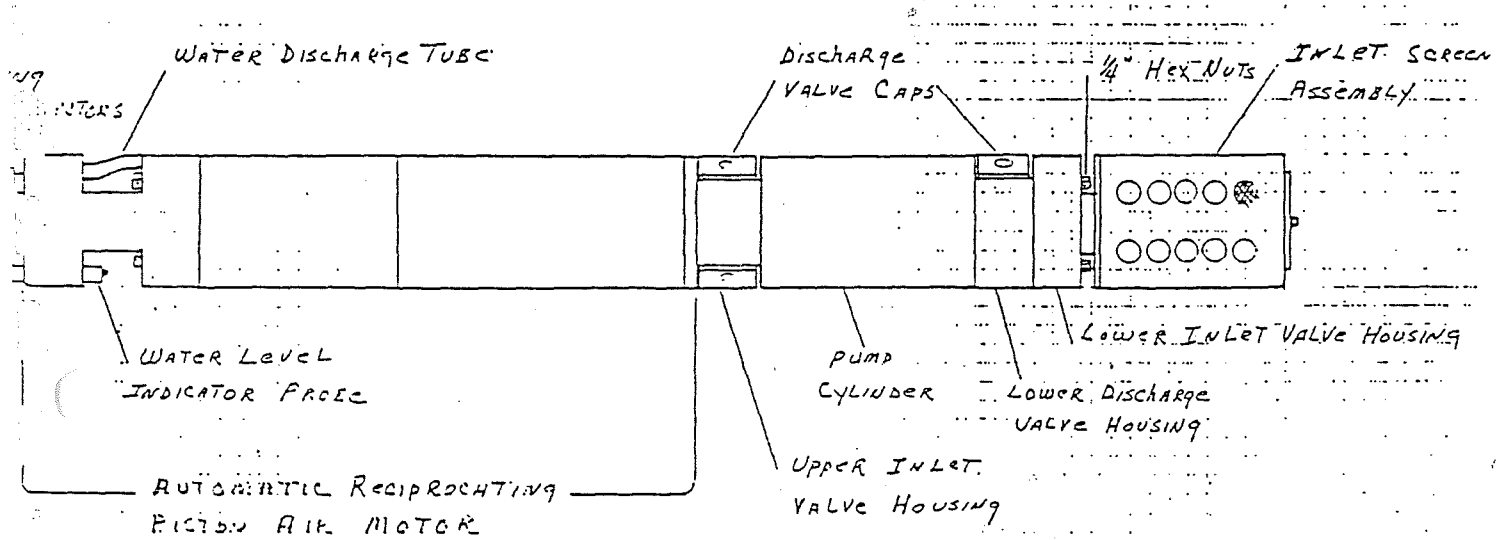 WATER DISCHARGE TUBE
DISCHARGE
VALVE CAPS
1/4" HEX NUTS
INLET SCREEN
ASSEMBLY
LOWER INLET VALVE HOUSING
WATER LEVEL
INDICATOR
PUMP
CYLINDER
LOWER DISCHARGE
VALVE HOUSING
UPPER INLET
VALVE HOUSING
AUTOMATIC RECIPROCATING
PISTON AIR MOTOR